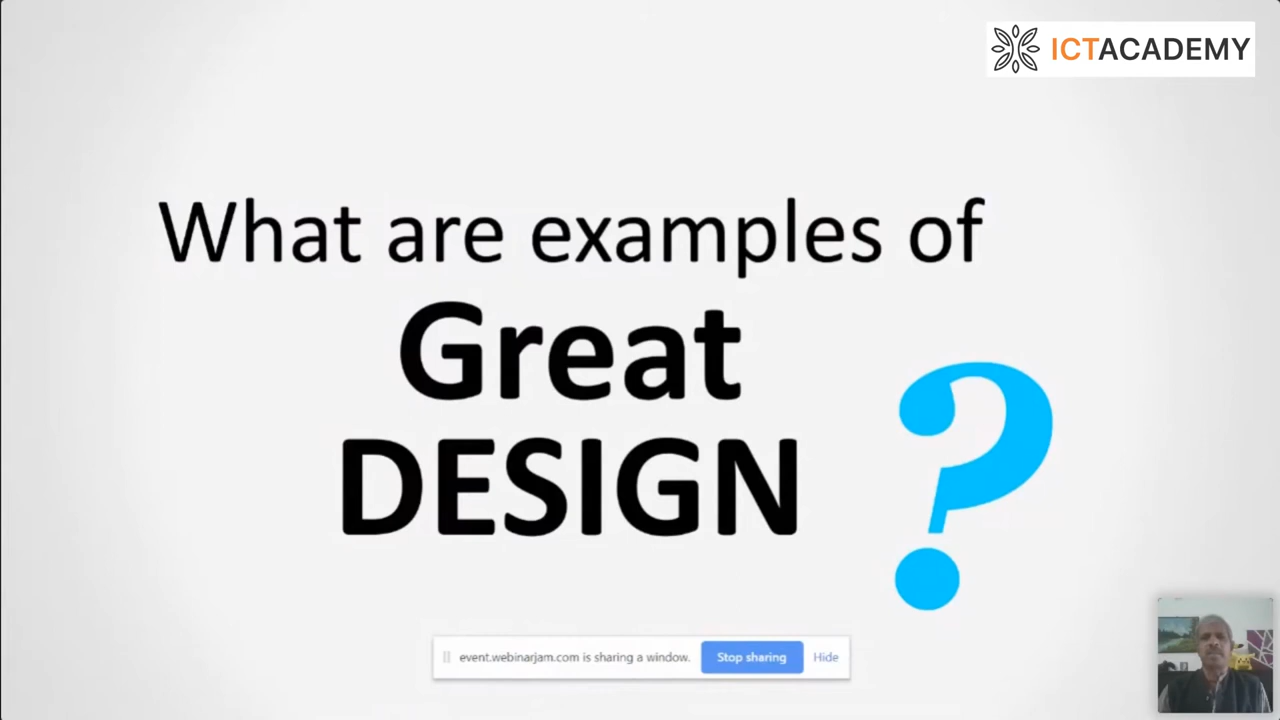 ICTACADEMY
What are examples of
Great
DESIGN
?
event.webinarjam.com is sharing a window. Stop sharing Hide